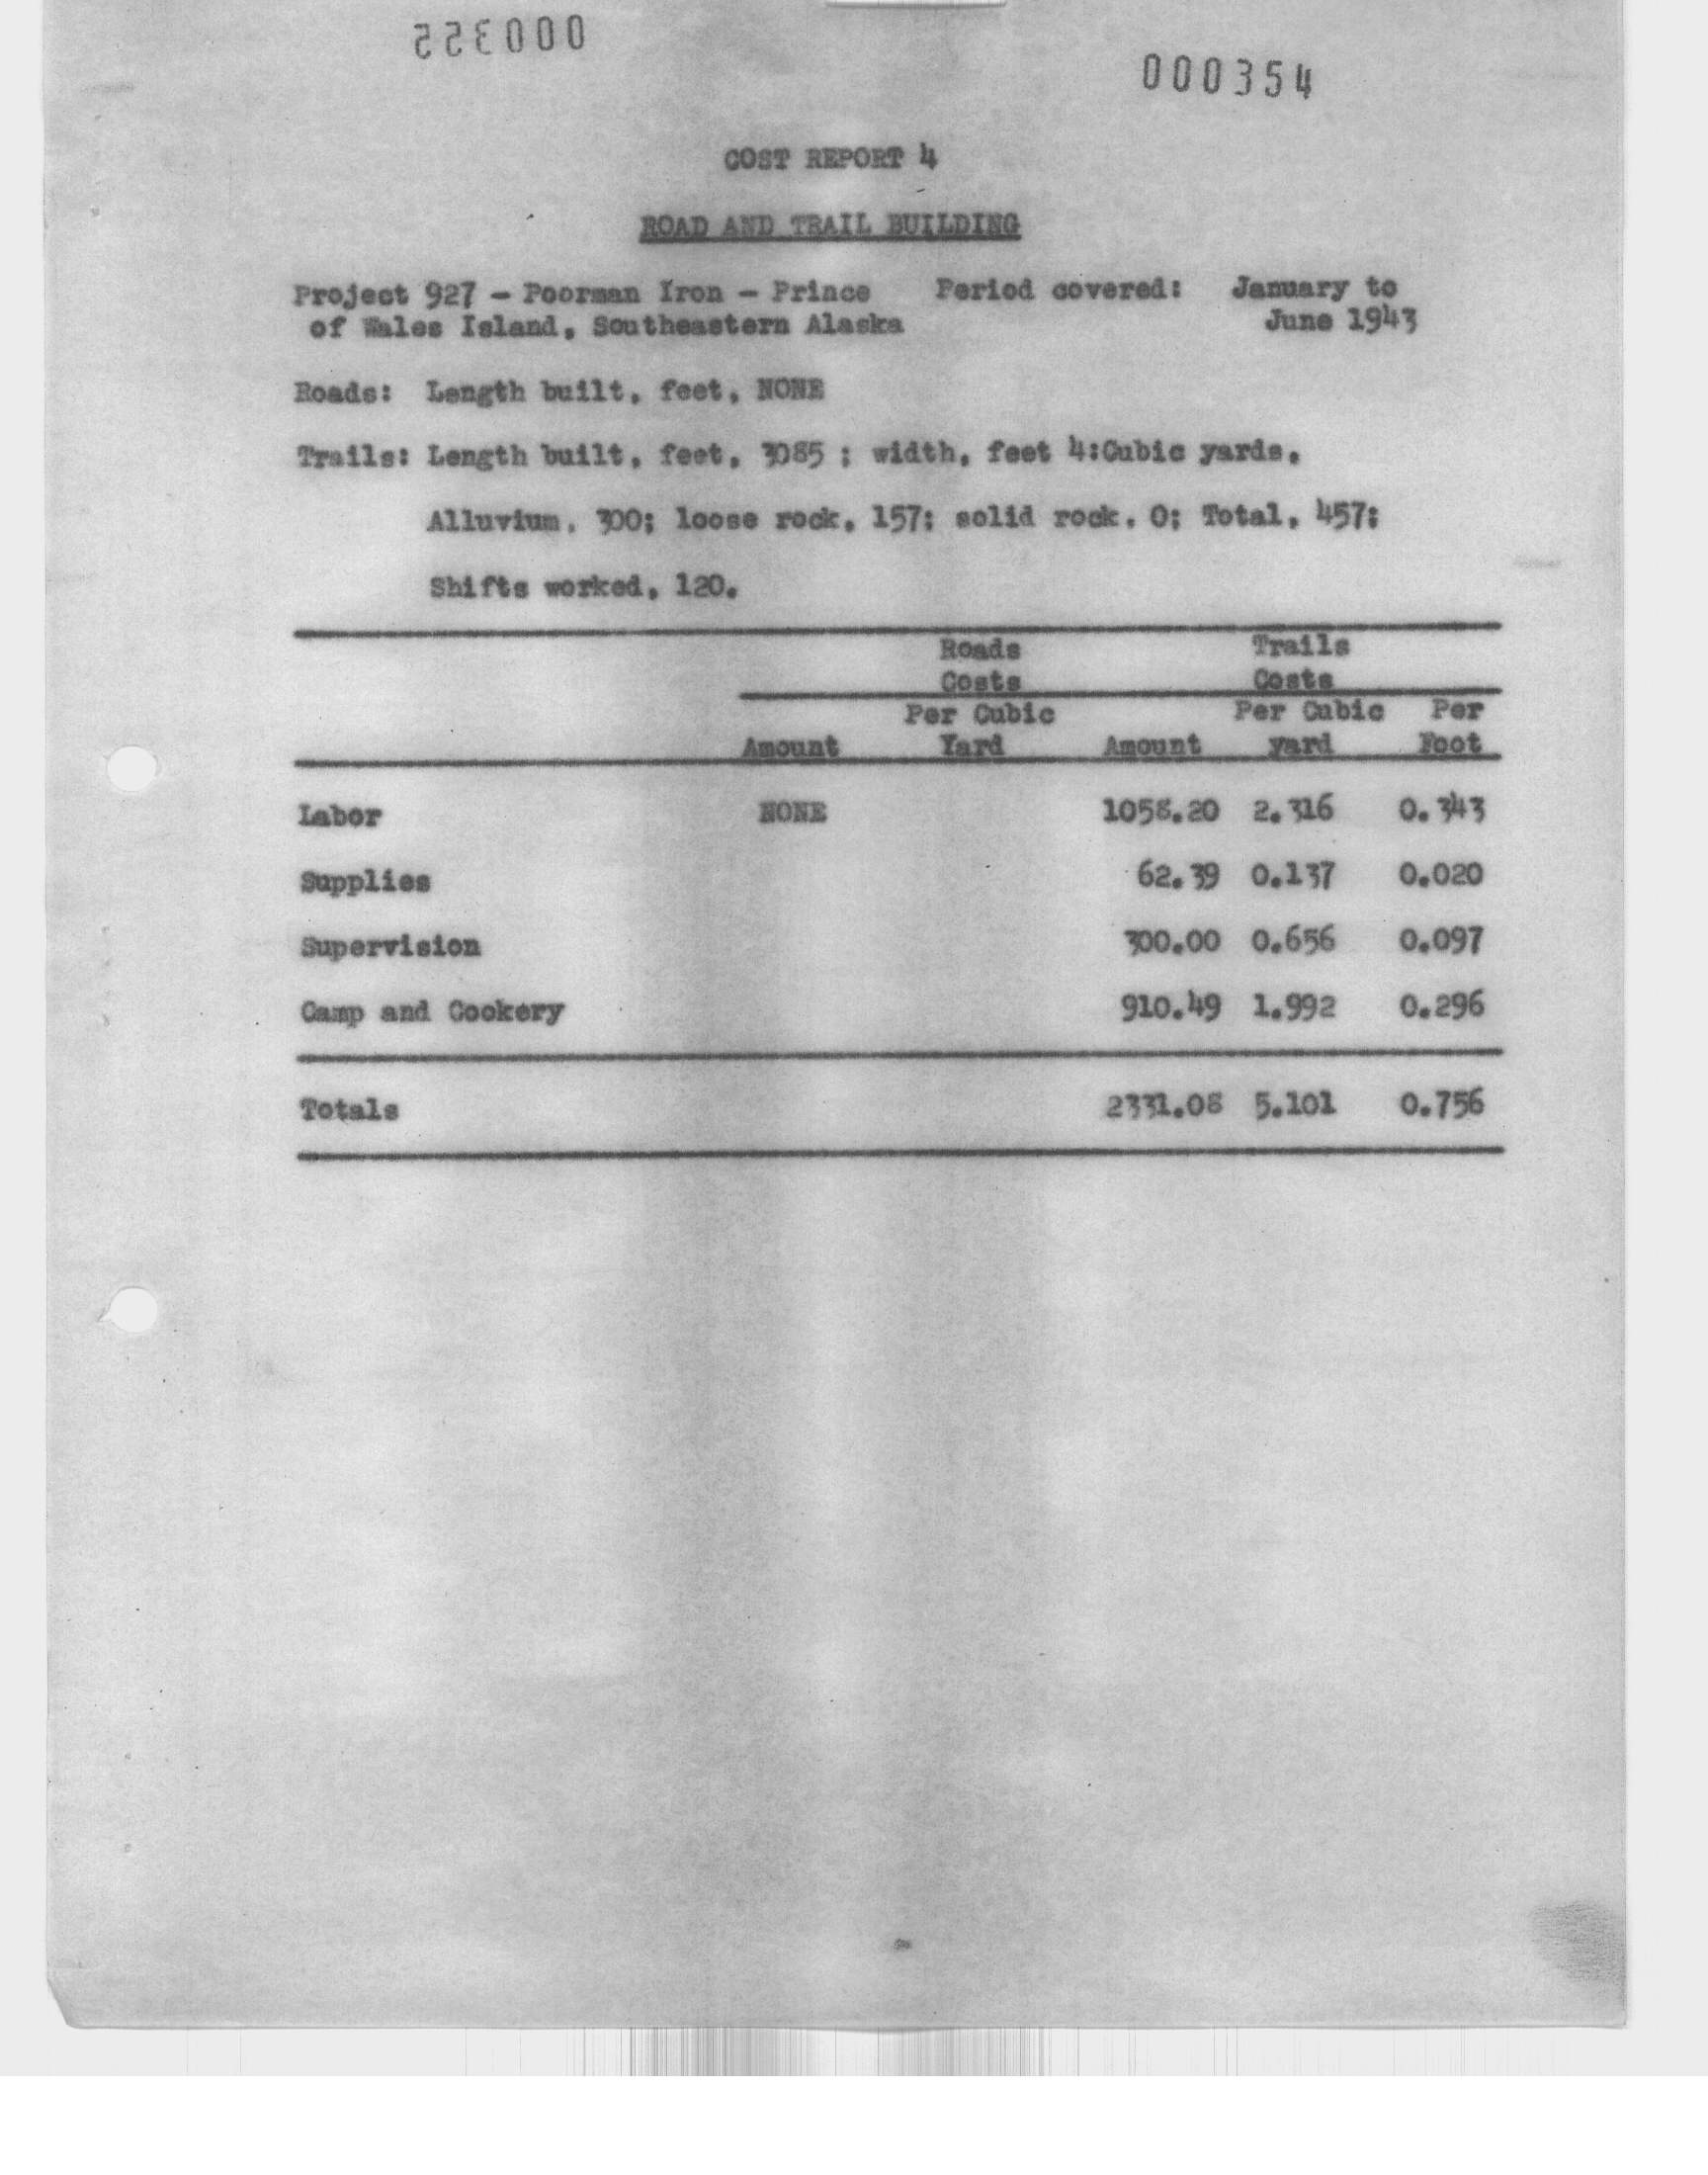 000355
000354
COST REPORT 4
ROAD AND TRAIL BUILDING
Project 927 - Poorman Iron - Prince Period covered: January to
of Wales Island, Southeastern Alaska June 1943
Roads: Length built, feet, NONE
Trails: Length built, feet, 3085 ; width, feet 4:Cubic yards,
Alluvium, 300; loose rock, 157; solid rock, 0; Total, 457;
Shifts worked, 120.
Roads Trails
Costs Costs
Per Cubic Per Cubic Per
Amount Yard Amount yard Foot
Labor NONE 1058.20 2.316 0.343
Supplies 62.39 0.137 0.020
Supervision 300.00 0.656 0.097
Camp and Cookery 910.49 1.992 0.296
Totals 2331.08 5.101 0.756